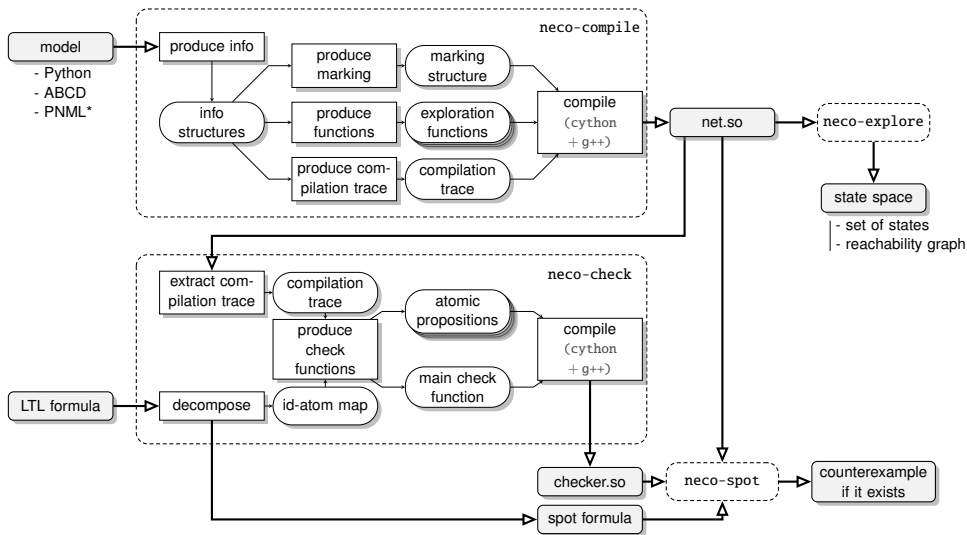 neco-compile
model
- Python
- ABCD
- PNML*
produce info
info
structures
produce
marking
marking
structure
produce
functions
exploration
functions
produce com-
pilation trace
compilation
trace
compile
(cython
+ g++)
net.so
neco-explore
state space
- set of states
- reachability graph
neco-check
extract com-
pilation trace
compilation
trace
produce
check
functions
atomic
propositions
main check
function
compile
(cython
+ g++)
LTL formula
decompose
id-atom map
checker.so
neco-spot
counterexample
if it exists
spot formula